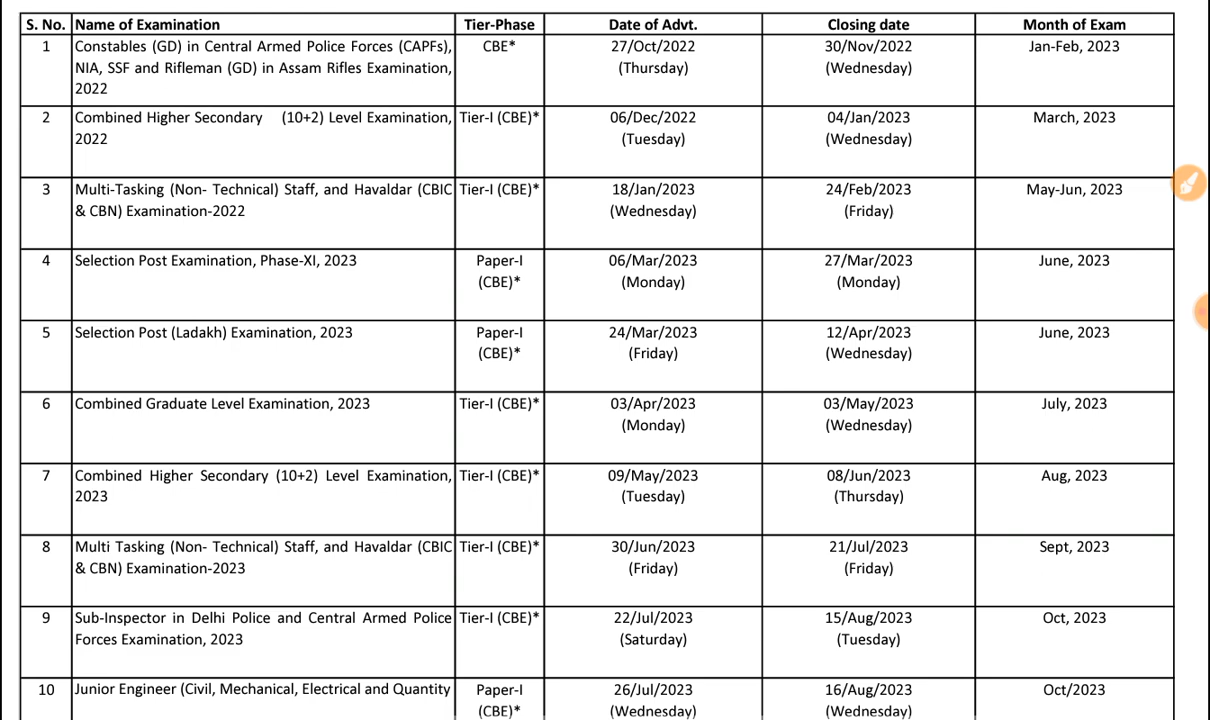 S. No. Name of Examination Tier-Phase Date of Advt. Closing date Month of Exam
1 Constables (GD) in Central Armed Police Forces (CAPFs), CBE* 27/Oct/2022 30/Nov/2022 Jan-Feb, 2023
NIA, SSF and Rifleman (GD) in Assam Rifles Examination, (Thursday) (Wednesday)
2022
2 Combined Higher Secondary (10+2) Level Examination, Tier-I (CBE)* 06/Dec/2022 04/Jan/2023 March, 2023
2022 (Tuesday) (Wednesday)
3 Multi-Tasking (Non- Technical) Staff, and Havaldar (CBIC Tier-I (CBE)* 18/Jan/2023 24/Feb/2023 May-Jun, 2023
& CBN) Examination-2022 (Wednesday) (Friday)
4 Selection Post Examination, Phase-XI, 2023 Paper-I 06/Mar/2023 27/Mar/2023 June, 2023
(CBE)* (Monday) (Monday)
5 Selection Post (Ladakh) Examination, 2023 Paper-I 24/Mar/2023 12/Apr/2023 June, 2023
(CBE)* (Friday) (Wednesday)
6 Combined Graduate Level Examination, 2023 Tier-I (CBE)* 03/Apr/2023 03/May/2023 July, 2023
(Monday) (Wednesday)
7 Combined Higher Secondary (10+2) Level Examination, Tier-I (CBE)* 09/May/2023 08/Jun/2023 Aug, 2023
2023 (Tuesday) (Thursday)
8 Multi Tasking (Non- Technical) Staff, and Havaldar (CBIC Tier-I (CBE)* 30/Jun/2023 21/Jul/2023 Sept, 2023
& CBN) Examination-2023 (Friday) (Friday)
9 Sub-Inspector in Delhi Police and Central Armed Police Tier-I (CBE)* 22/Jul/2023 15/Aug/2023 Oct, 2023
Forces Examination, 2023 (Saturday) (Tuesday)
10 Junior Engineer (Civil, Mechanical, Electrical and Quantity Paper-I 26/Jul/2023 16/Aug/2023 Oct/2023
(CBE)* (Wednesday) (Wednesday)